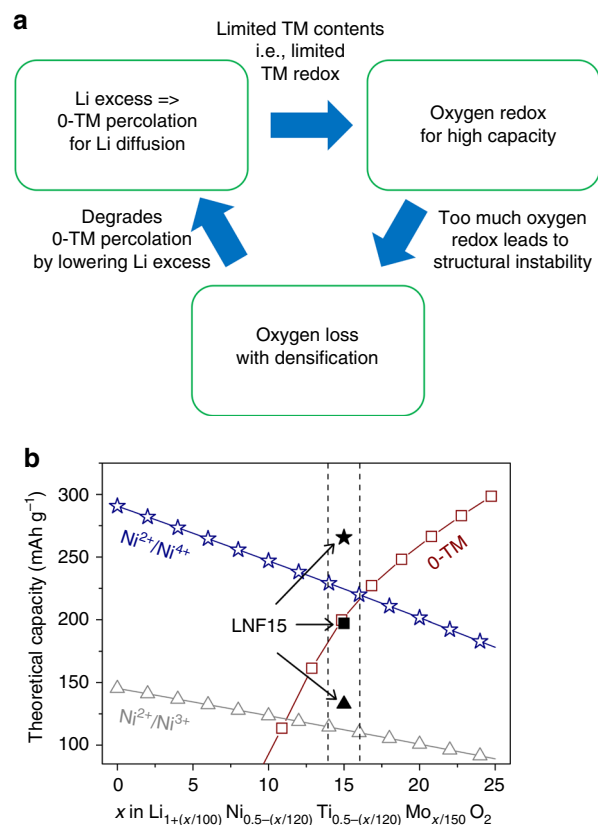 a
Limited TM contents
i.e., limited
TM redox
Li excess =>
0-TM percolation
for Li diffusion
Oxygen redox
for high capacity
Degrades
0-TM percolation
by lowering Li excess
Too much oxygen
redox leads to
structural instability
Oxygen loss
with densification
b
Theoretical capacity (mAh g⁻¹)
300
250
200
150
100
Ni²⁺/Ni⁴⁺
0-TM
LNF15
Ni²⁺/Ni³⁺
0 5 10 15 20 25
x in Li₁₊₍ₓ/₁₀₀₎ Ni₀.₅₋₍ₓ/₁₂₀₎ Ti₀.₅₋₍ₓ/₁₂₀₎ Moₓ/₁₅₀ O₂